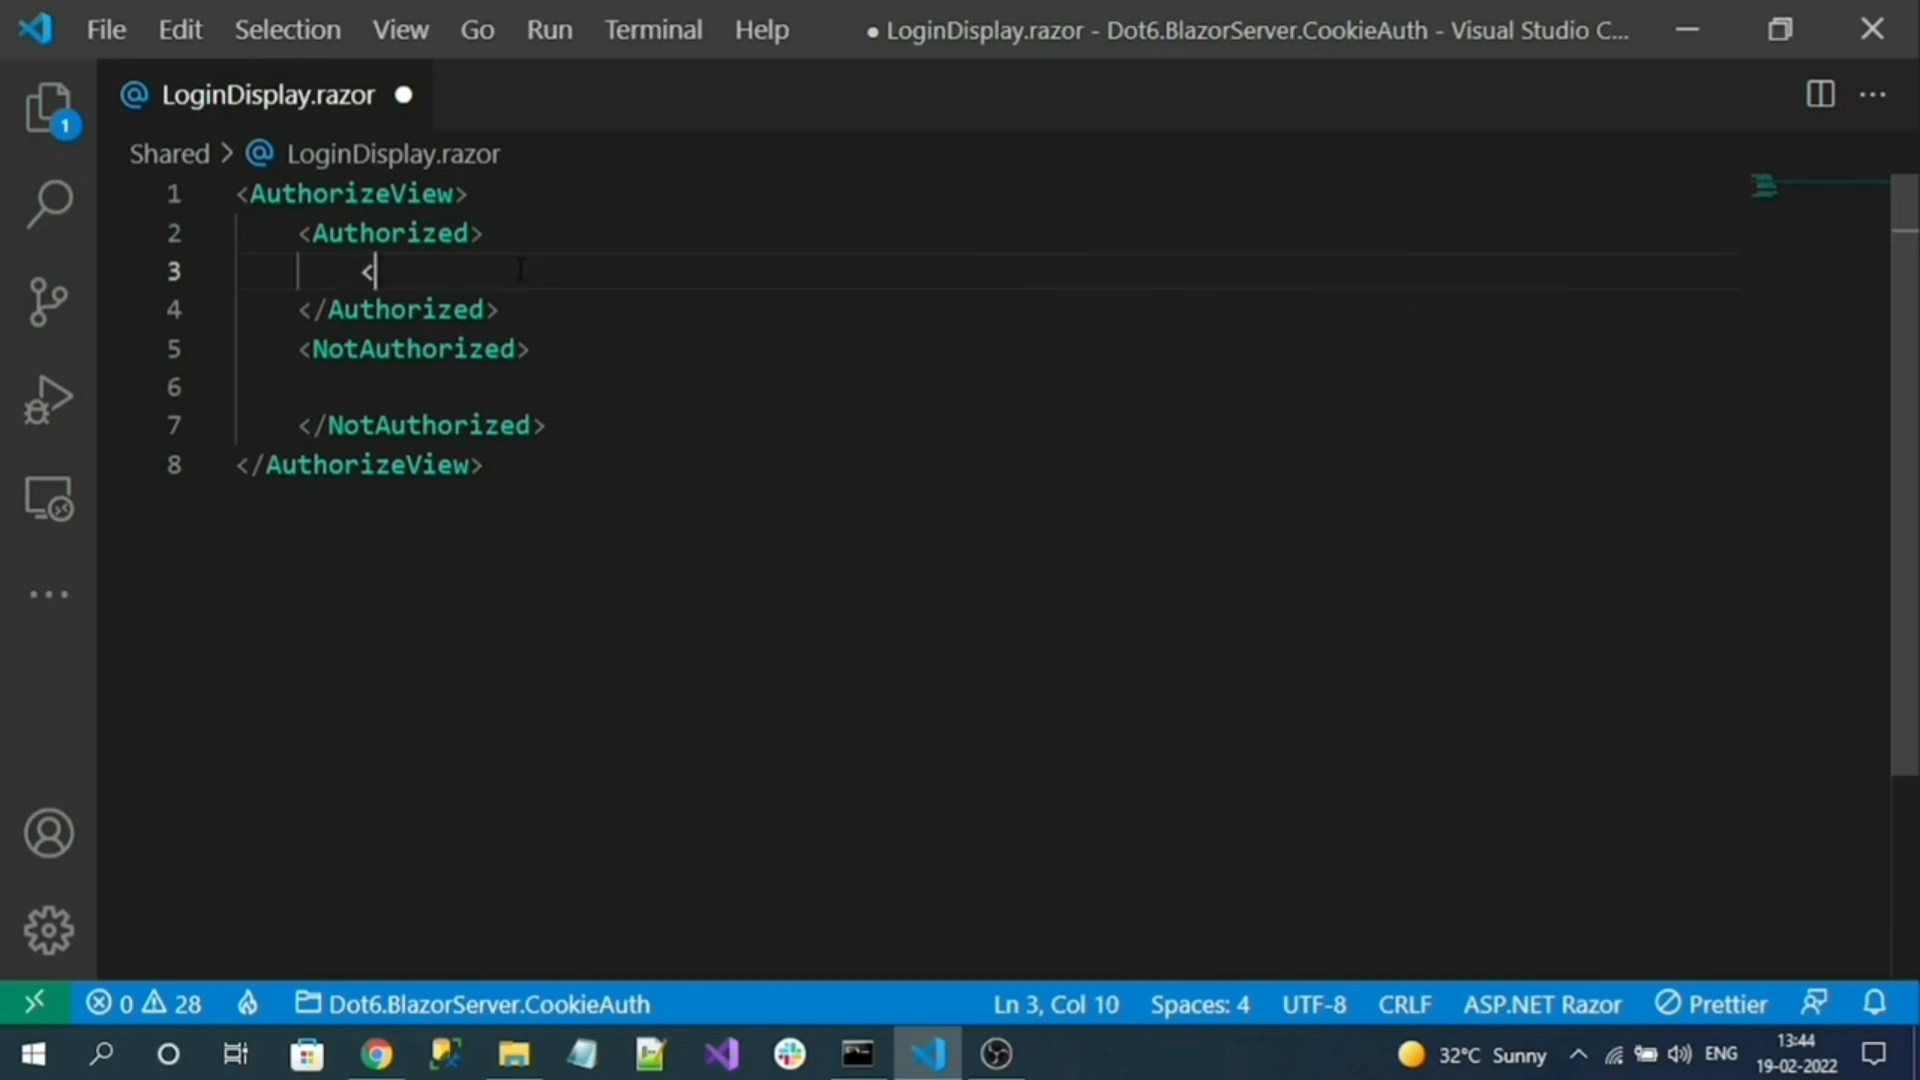 File Edit Selection View Go Run Terminal Help ● LoginDisplay.razor - Dot6.BlazorServer.CookieAuth - Visual Studio C...
LoginDisplay.razor
1
Shared > LoginDisplay.razor
1 <AuthorizeView>
2 <Authorized>
3 <
4 </Authorized>
5 <NotAuthorized>
6
7 </NotAuthorized>
8 </AuthorizeView>
0 28 Dot6.BlazorServer.CookieAuth Ln 3, Col 10 Spaces: 4 UTF-8 CRLF ASP.NET Razor Prettier
32°C Sunny ENG 13:44
19-02-2022